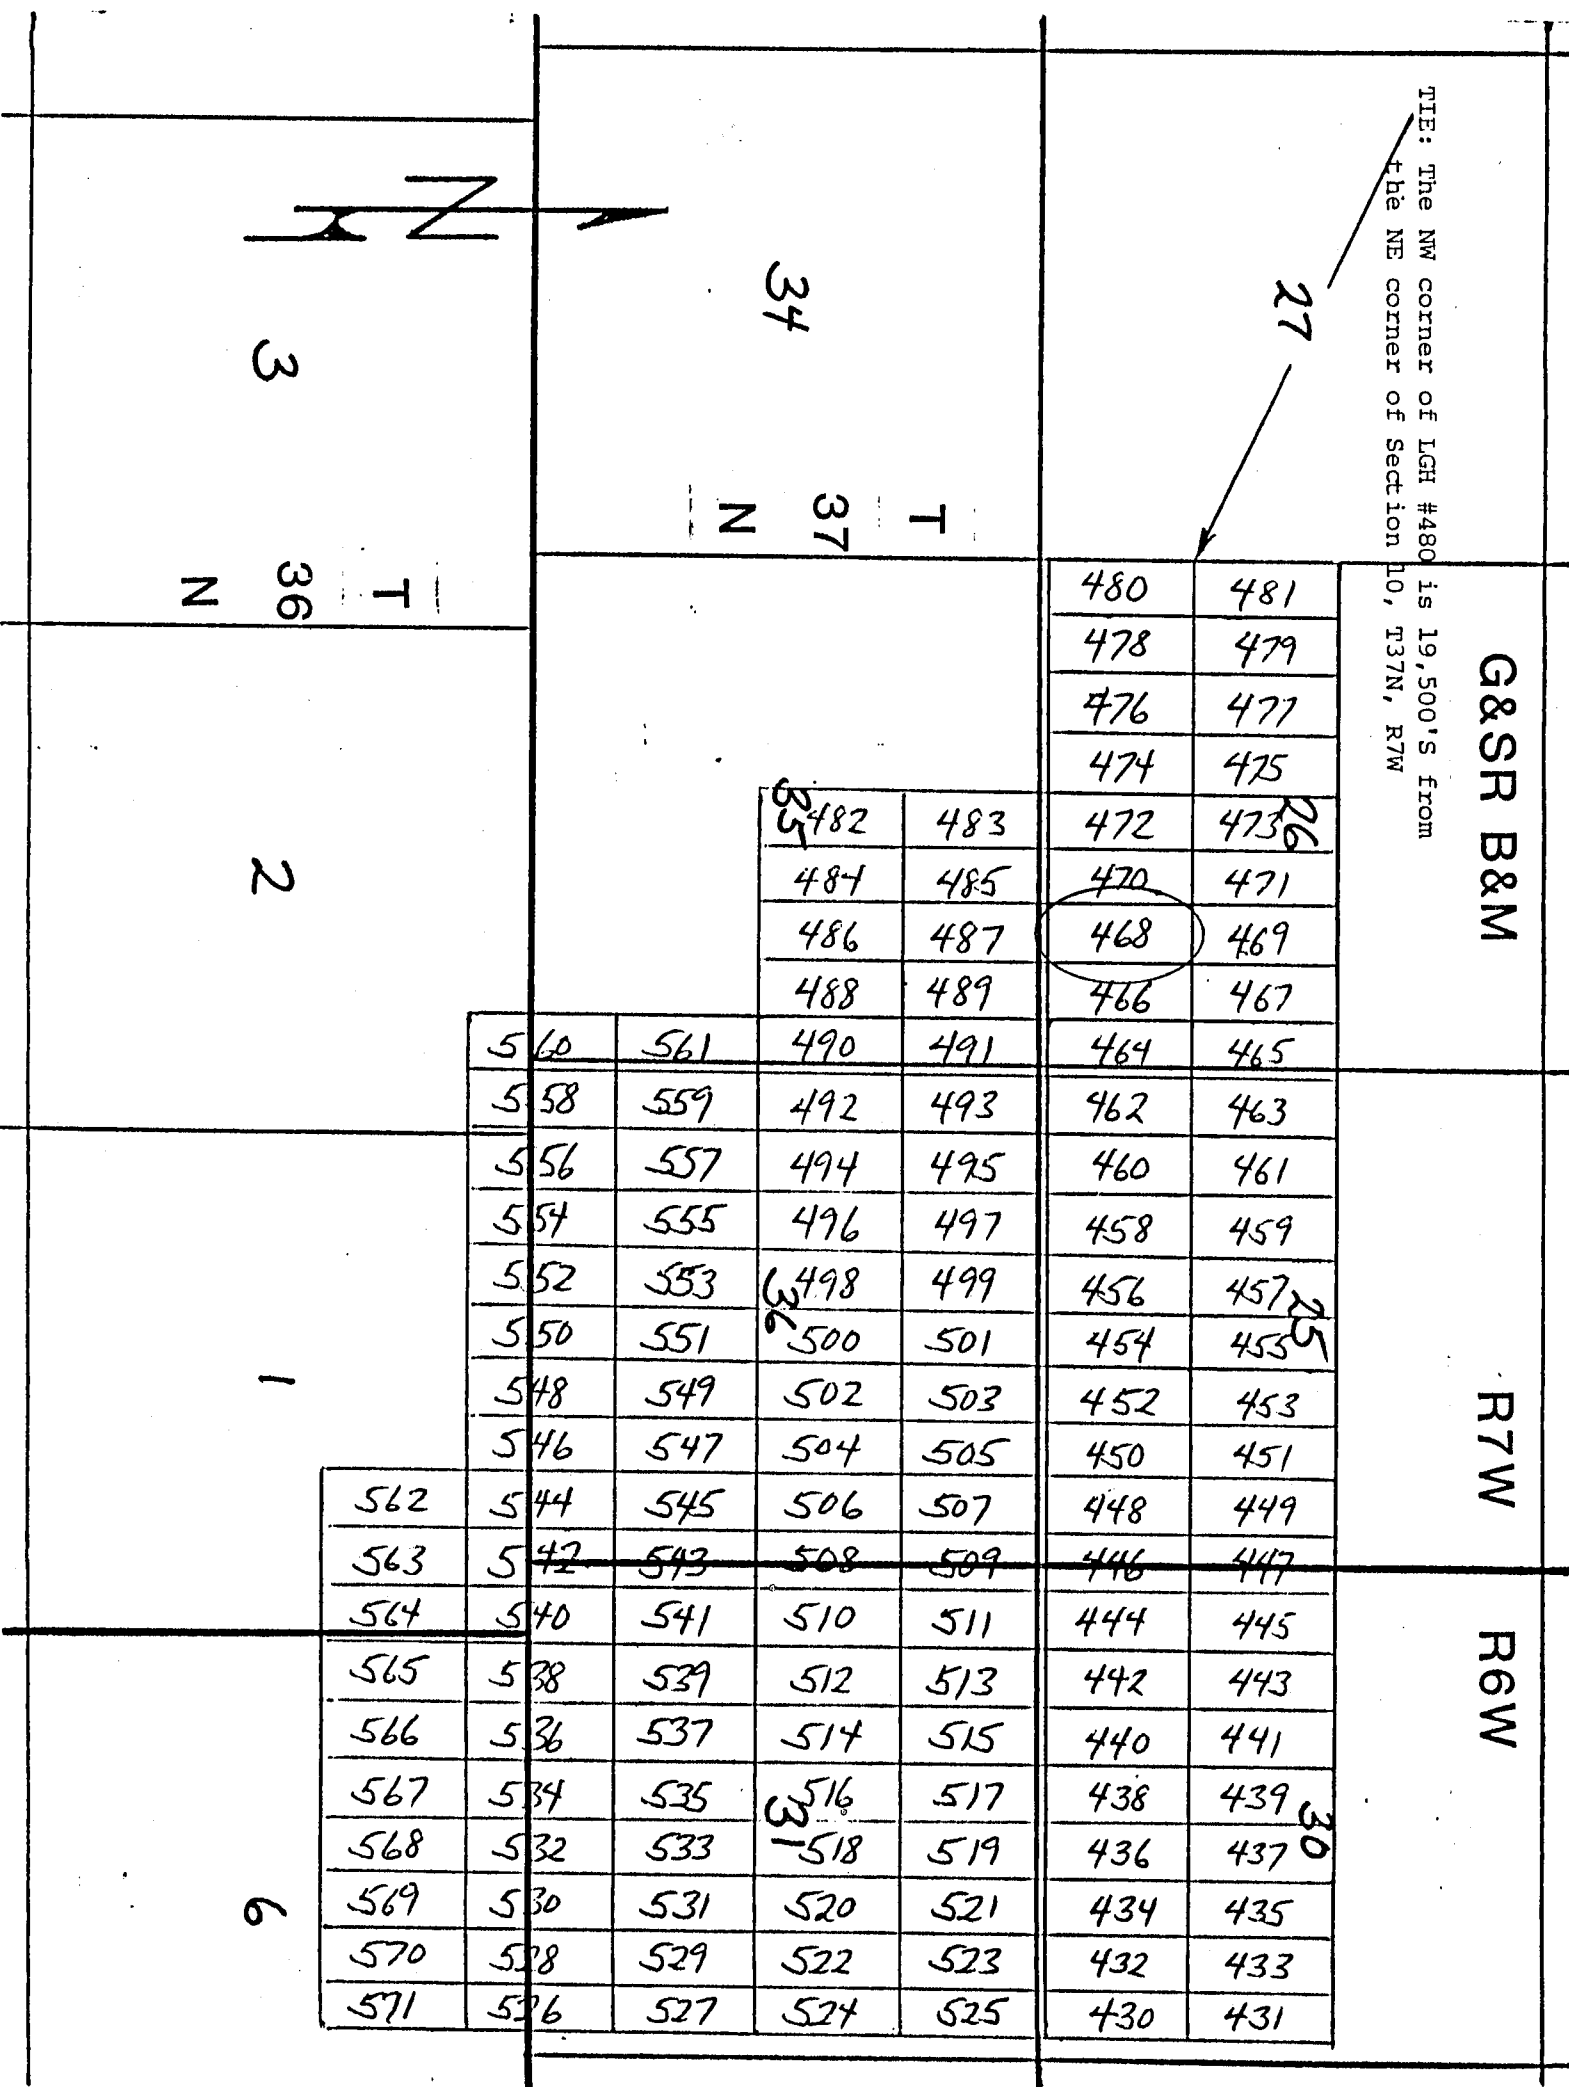 G&SR B&M
R7W
R6W
TIE: The NW corner of LGH #480 is 19,500'S from
the NE corner of Section 10, T37N, R7W
27
34
3
N
T
37
N
T
36
N
26
35
2
25
36
1
30
31
6
480 481
478 479
476 477
474 475
482 483 472 473
484 485 470 471
486 487 468 469
488 489 466 467
560 561 490 491 464 465
558 559 492 493 462 463
556 557 494 495 460 461
554 555 496 497 458 459
552 553 498 499 456 457
550 551 500 501 454 455
548 549 502 503 452 453
546 547 504 505 450 451
562 544 545 506 507 448 449
563 542 543 508 509 446 447
564 540 541 510 511 444 445
565 538 539 512 513 442 443
566 536 537 514 515 440 441
567 534 535 516 517 438 439
568 532 533 518 519 436 437
569 530 531 520 521 434 435
570 528 529 522 523 432 433
571 526 527 524 525 430 431